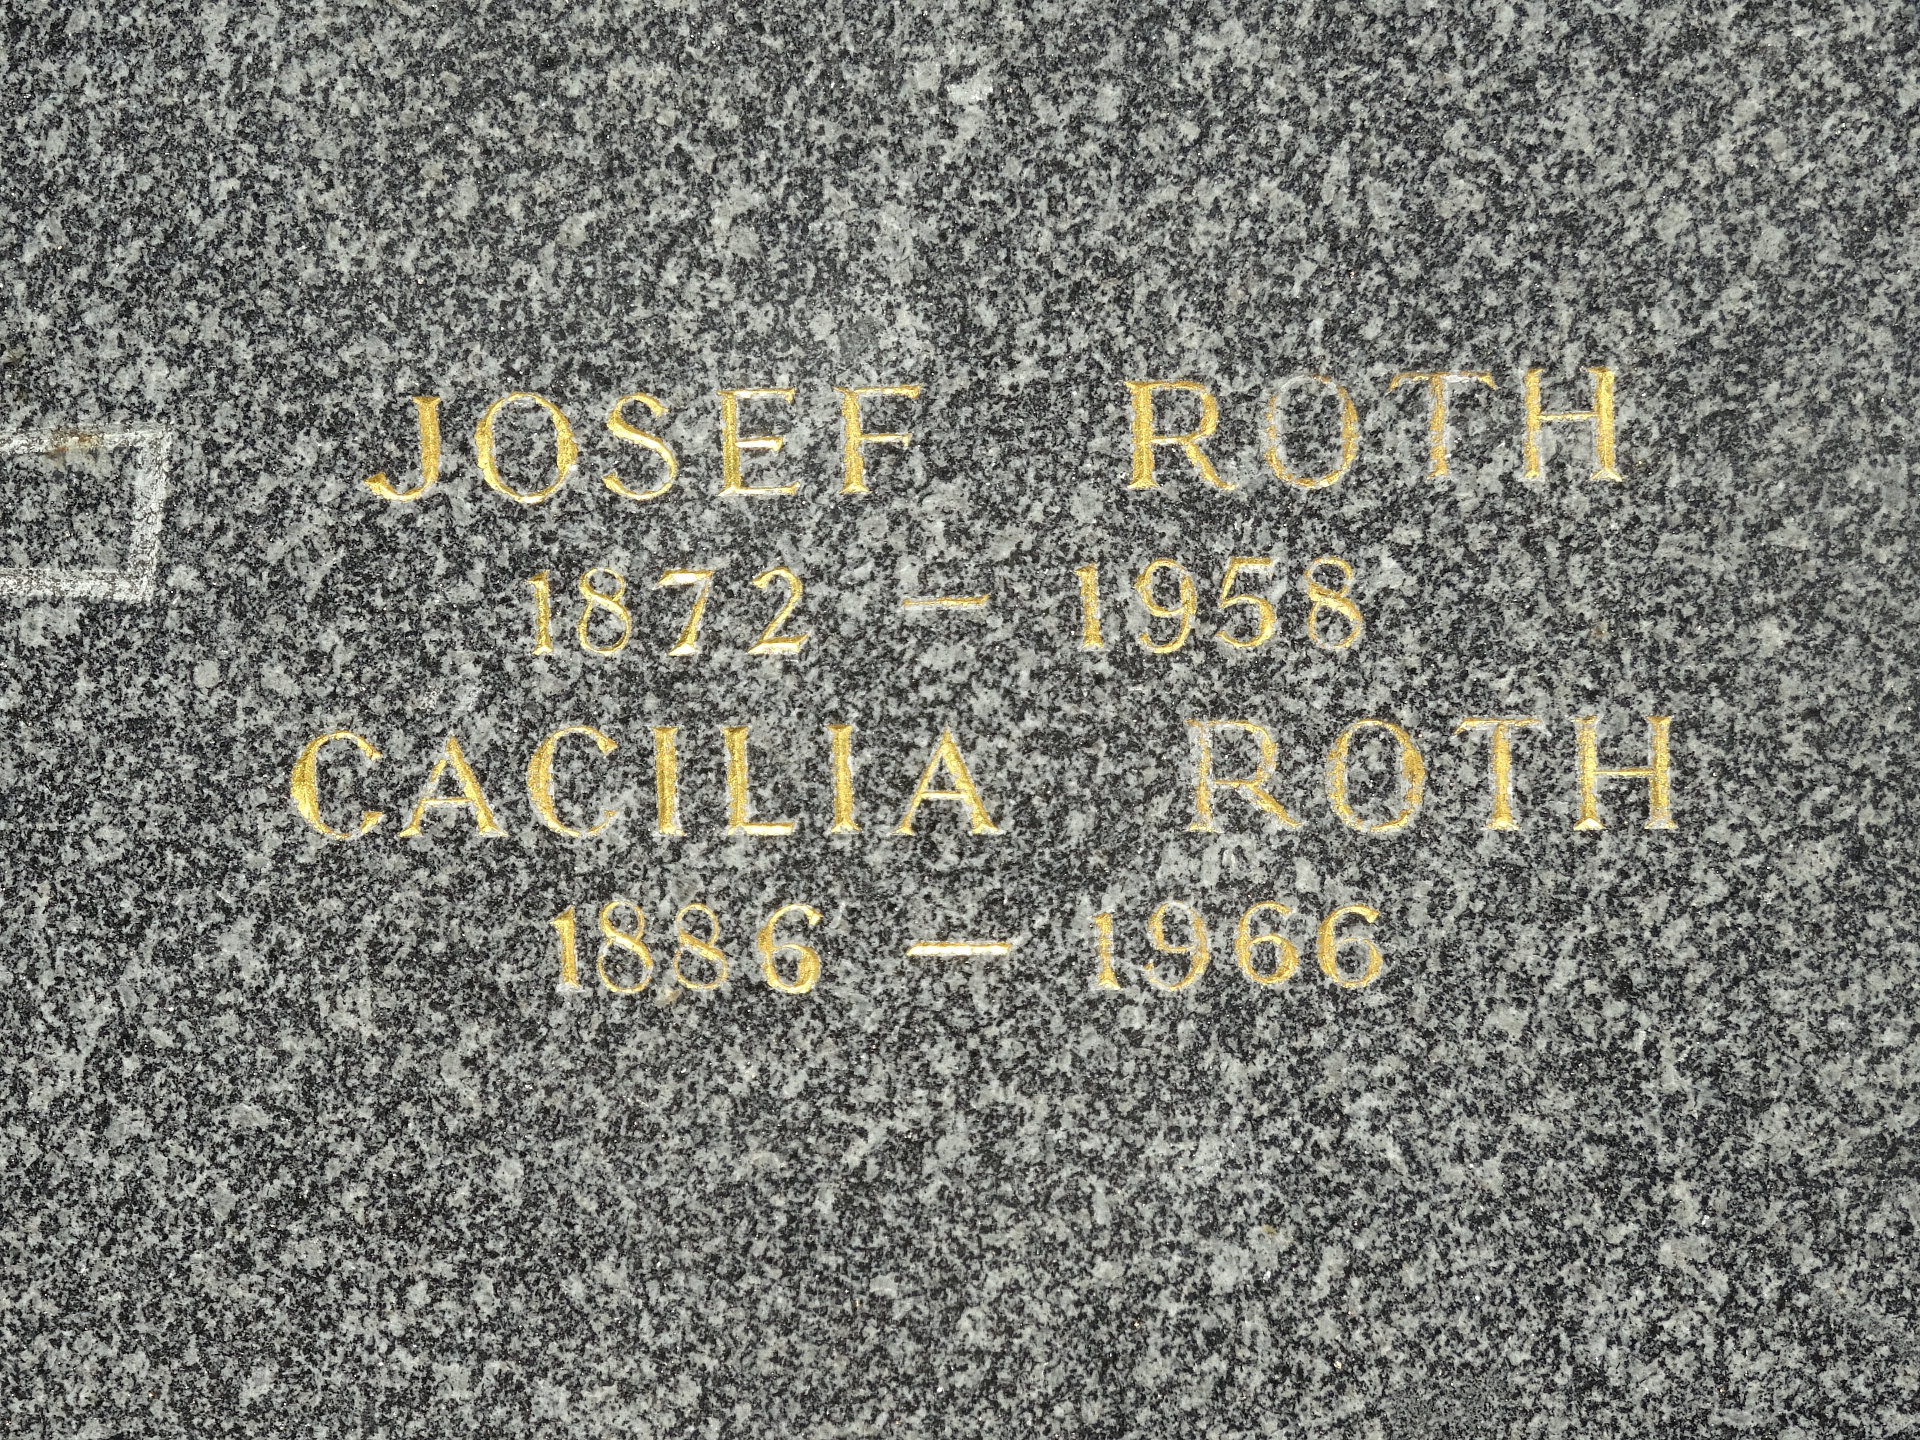 JOSEF ROTH
1872 — 1958
CACILIA ROTH
1886 — 1966